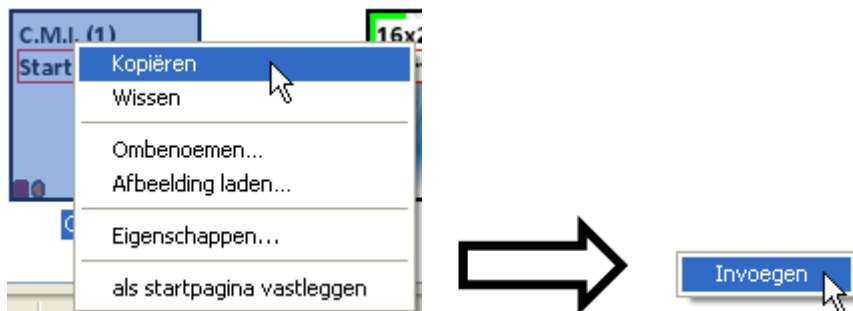 C.M.I. (1)
16x2
Start
Kopiëren
Wissen
Ombenoemen...
Afbeelding laden...
Eigenschappen...
als startpagina vastleggen
Invoegen